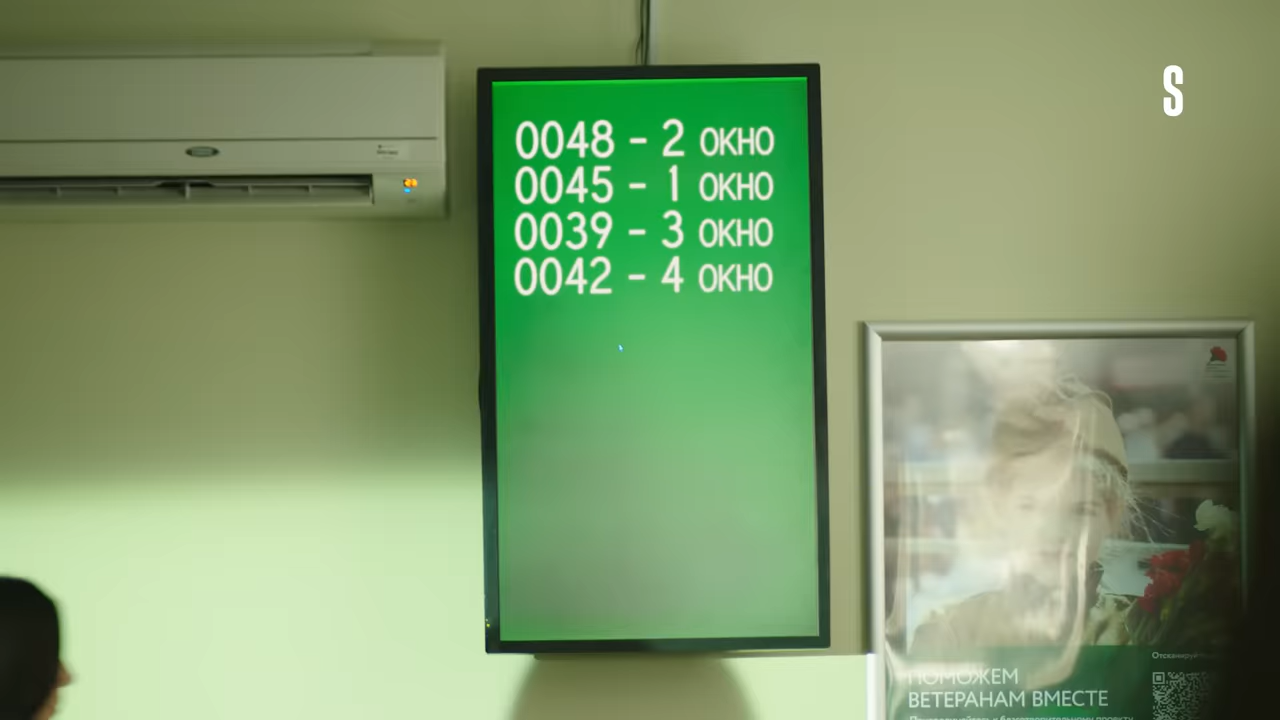 S
0048 - 2 ОКНО
0045 - 1 ОКНО
0039 - 3 ОКНО
0042 - 4 ОКНО
ПОМОЖЕМ
ВЕТЕРАНАМ ВМЕСТЕ